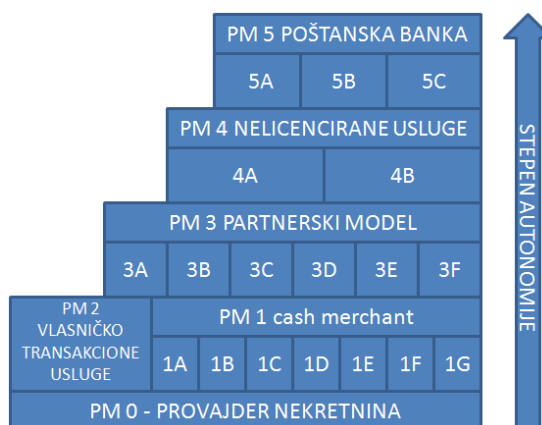 PM 5 POŠTANSKA BANKA
5A 5B 5C
PM 4 NELICENCIRANE USLUGE
4A 4B
PM 3 PARTNERSKI MODEL
3A 3B 3C 3D 3E 3F
PM 2
VLASNIČKO
TRANSAKCIONE
USLUGE
PM 1 cash merchant
1A 1B 1C 1D 1E 1F 1G
PM 0 - PROVAJDER NEKRETNINA
STEPEN AUTONOMIJE